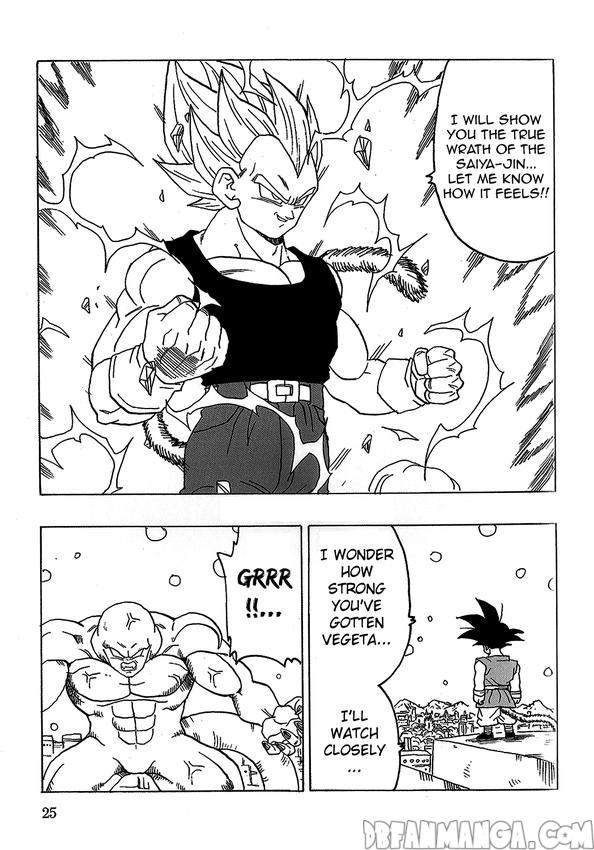 I WILL SHOW
YOU THE TRUE
WRATH OF THE
SAIYA-JIN...
LET ME KNOW
HOW IT FEELS!!
I WONDER
HOW
STRONG
YOU'VE
GOTTEN
VEGETA...
I'LL
WATCH
CLOSELY
...
GRRR
!!...
25
DBFANMANGA.COM